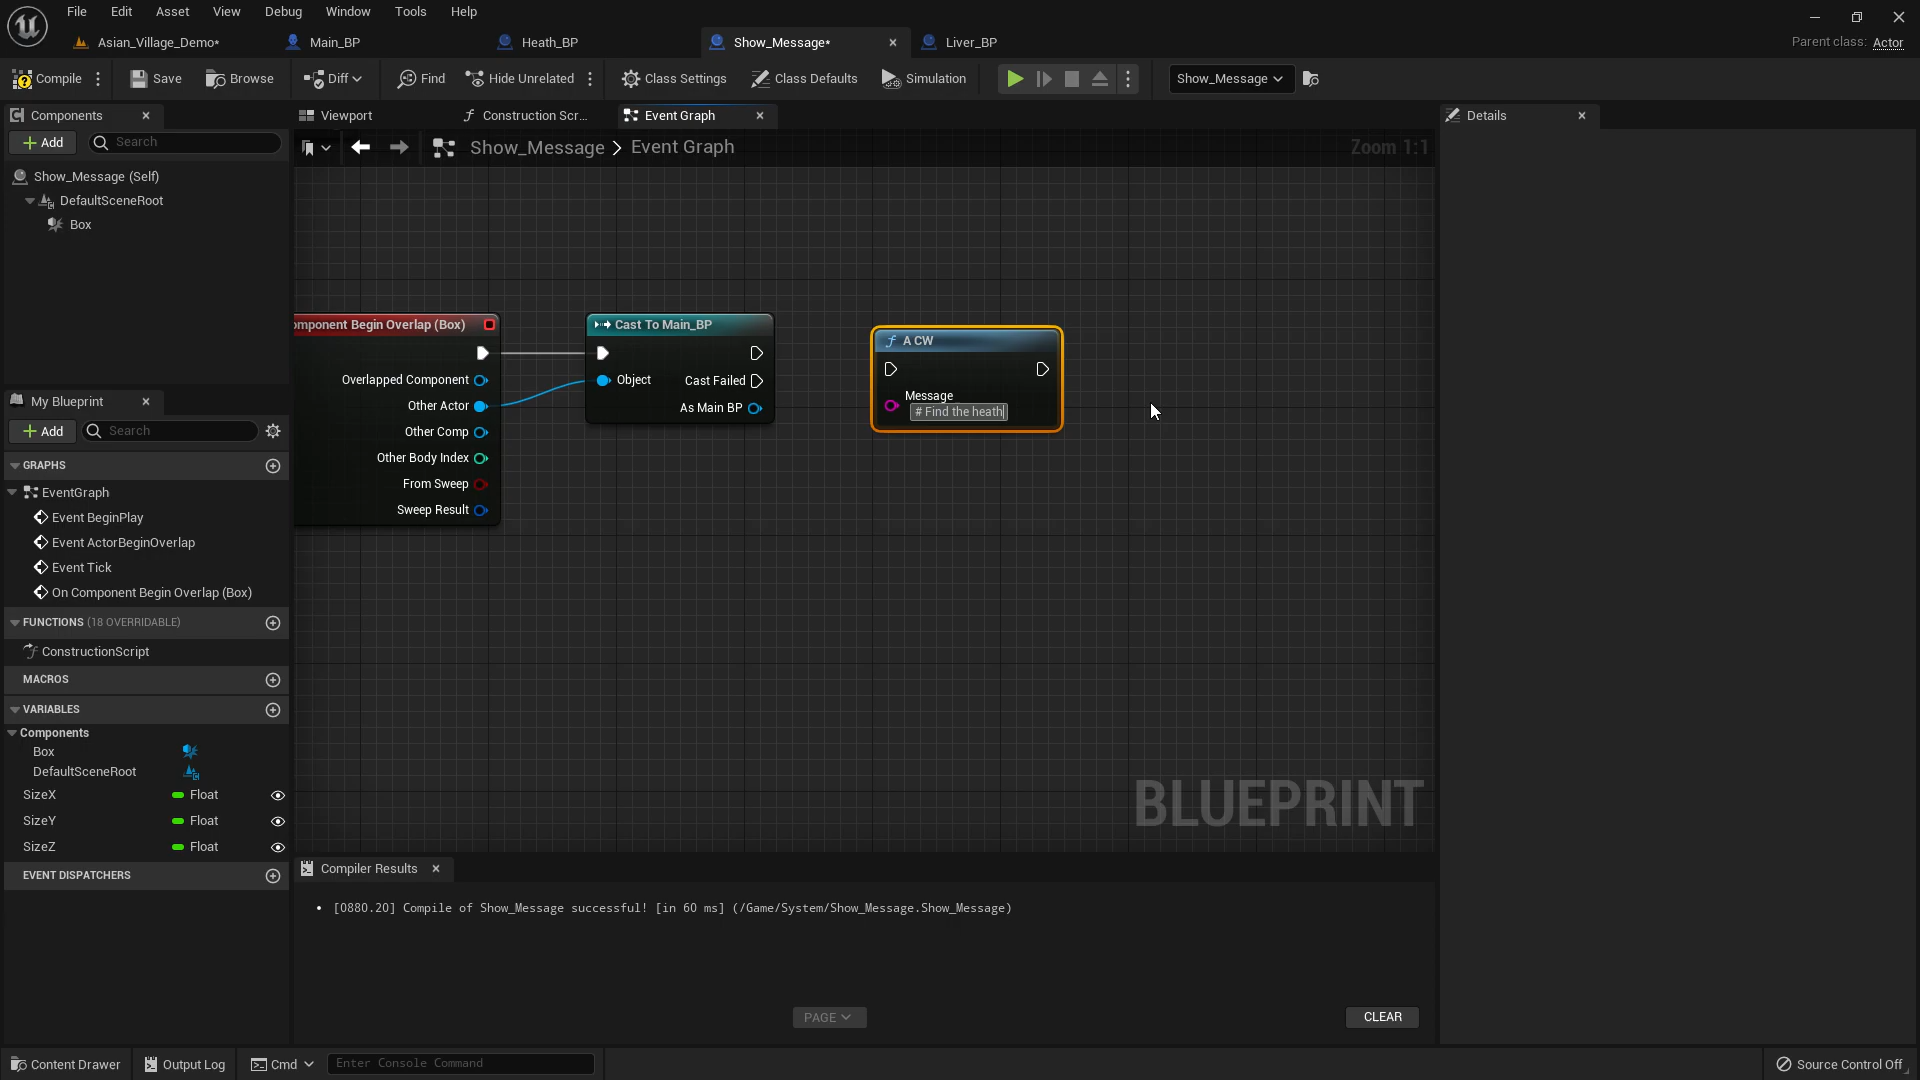 File Edit Asset View Debug Window Tools Help
Asian_Village_Demo* Main_BP Heath_BP Show_Message* Liver_BP Parent class: Actor
Compile Save Browse Diff Find Hide Unrelated Class Settings Class Defaults Simulation Show_Message
Components Viewport Construction Scr... Event Graph Details
Add Search Show_Message > Event Graph Zoom 1:1
Show_Message (Self)
DefaultSceneRoot
Box
omponent Begin Overlap (Box)
Overlapped Component
Other Actor
Other Comp
Other Body Index
From Sweep
Sweep Result
Cast To Main_BP
Object Cast Failed
As Main BP
A CW
Message
# Find the heath
My Blueprint
Add Search
GRAPHS
EventGraph
Event BeginPlay
Event ActorBeginOverlap
Event Tick
On Component Begin Overlap (Box)
FUNCTIONS (18 OVERRIDABLE)
ConstructionScript
MACROS
VARIABLES
Components
Box
DefaultSceneRoot
SizeX Float
SizeY Float
SizeZ Float
EVENT DISPATCHERS
BLUEPRINT
Compiler Results
• [0880.20] Compile of Show_Message successful! [in 60 ms] (/Game/System/Show_Message.Show_Message)
PAGE CLEAR
Content Drawer Output Log Cmd Enter Console Command Source Control Off